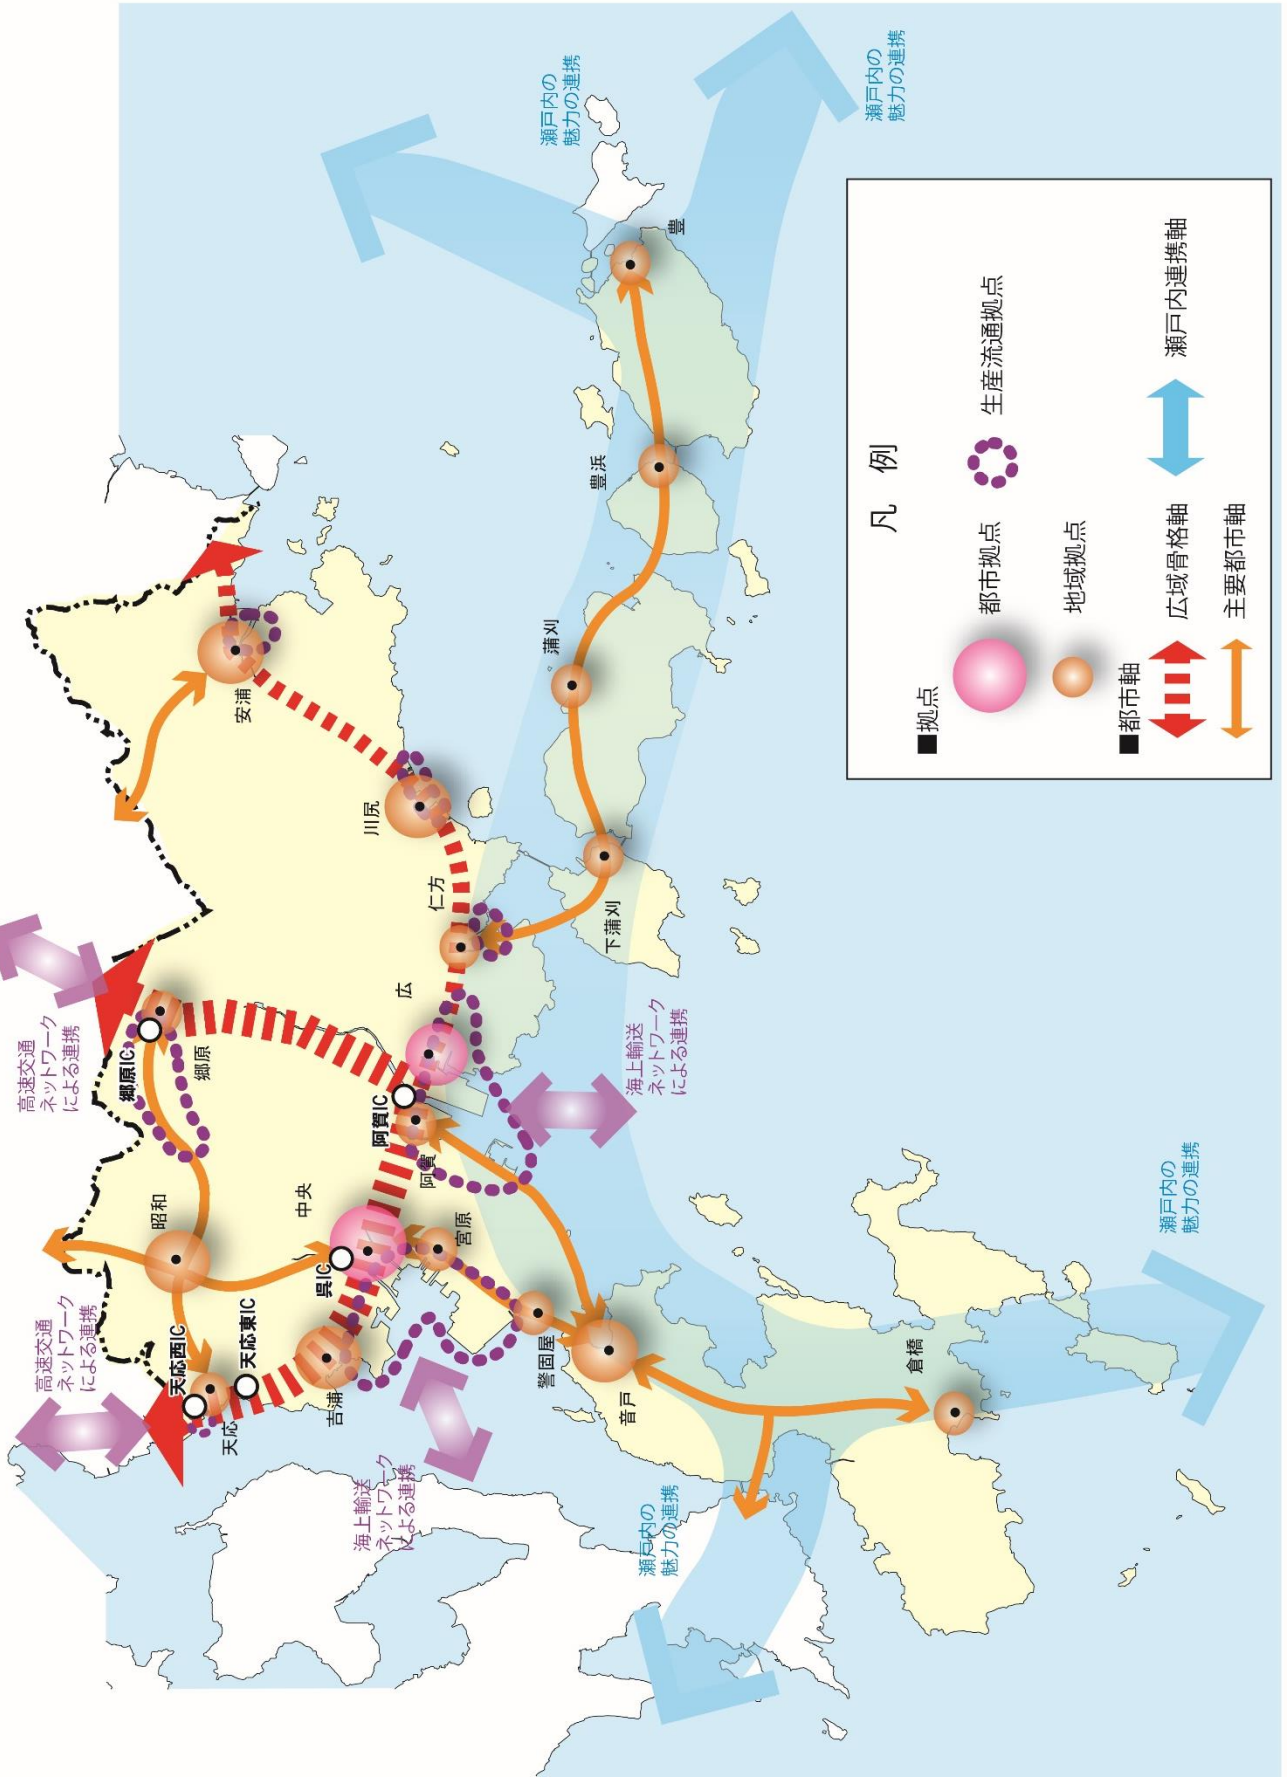 高速交通
ネットワーク
による連携
高速交通
ネットワーク
による連携
天応西IC
天応東IC
天応
昭和
郷原IC
郷原
安浦
呉IC
中央
吉浦
宮原
阿賀IC
阿賀
広
仁方
川尻
警固屋
音戸
倉橋
下蒲刈
蒲刈
豊浜
豊
海上輸送
ネットワーク
による連携
海上輸送
ネットワーク
による連携
瀬戸内の
魅力の連携
瀬戸内の
魅力の連携
瀬戸内の
魅力の連携
瀬戸内の
魅力の連携
凡例
■拠点
都市拠点
生産流通拠点
地域拠点
■都市軸
広域骨格軸
瀬戸内連携軸
主要都市軸